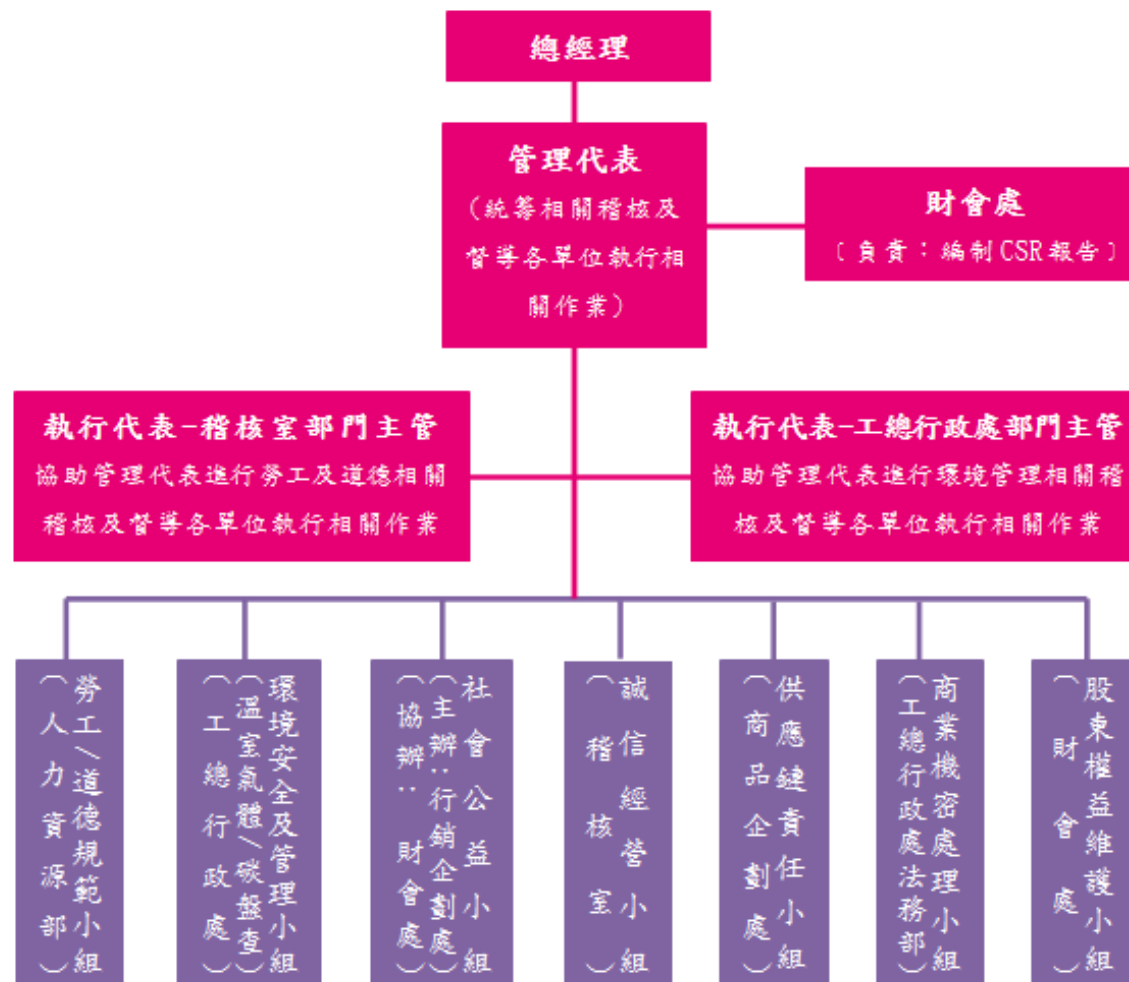 總經理
管理代表
（統籌相關稽核及
督導各單位執行相
關作業）
財會處
〔負責：編制CSR報告〕
執行代表-稽核室部門主管
協助管理代表進行勞工及道德相關
稽核及督導各單位執行相關作業
執行代表-工總行政處部門主管
協助管理代表進行環境管理相關稽
核及督導各單位執行相關作業
勞工/道德規範小組
（人力資源部）
環境安全及管理小組
（溫室氣體/碳盤查）
（工總行政處）
社會公益小組
（主辦：行銷企劃處）
（協辦：財會處）
誠信經營小組
（稽核室）
供應鏈責任小組
（商品企劃處）
商業機密處理小組
（工總行政處法務部）
股東權益維護小組
（財會處）